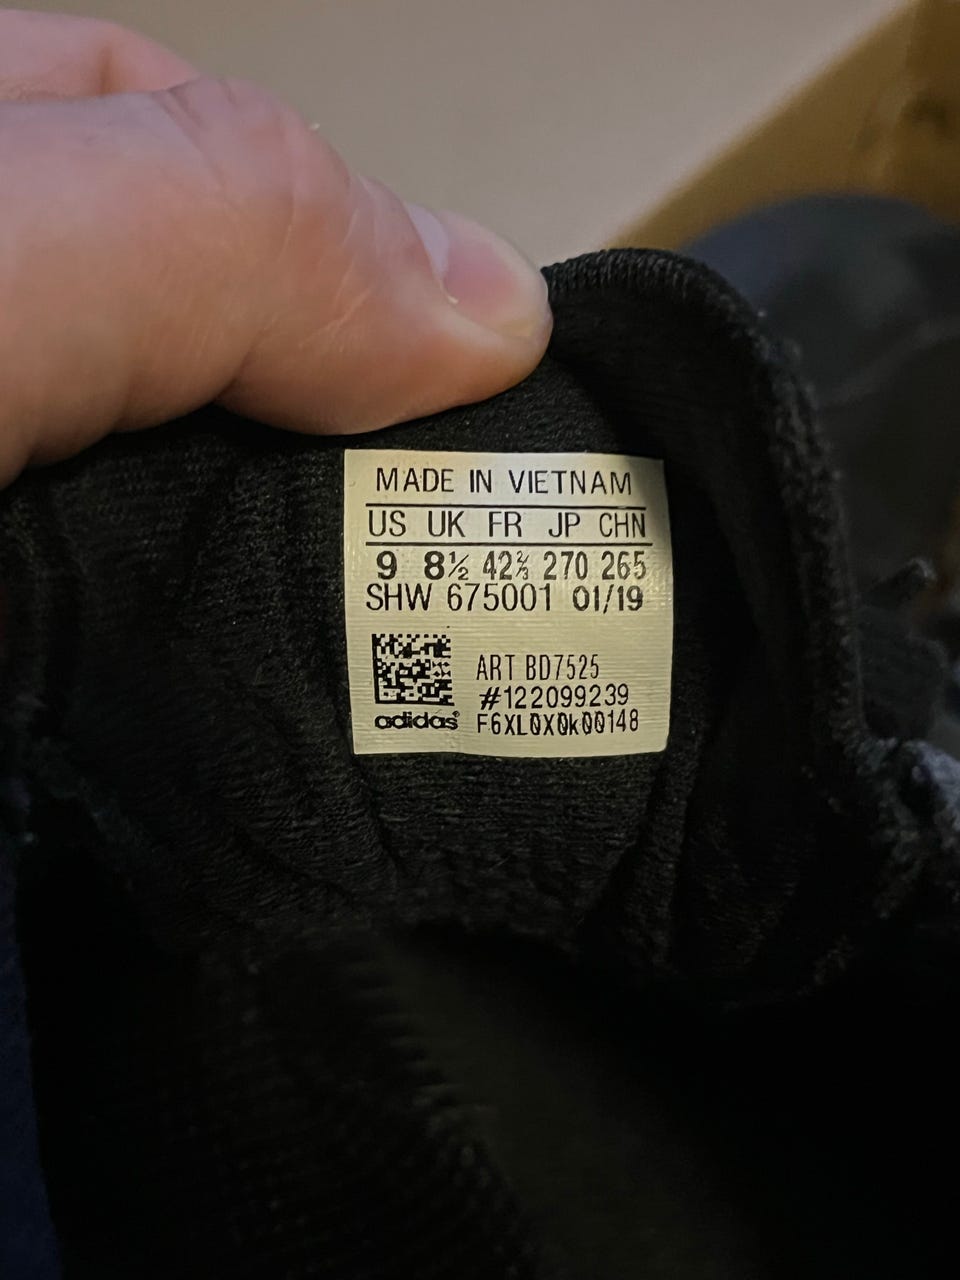 MADE IN VIETNAM
US UK FR JP CHN
9 8½ 42⅔ 270 265
SHW 675001 01/19
ART BD7525
#122099239
adidas® F6XL0X0k00148